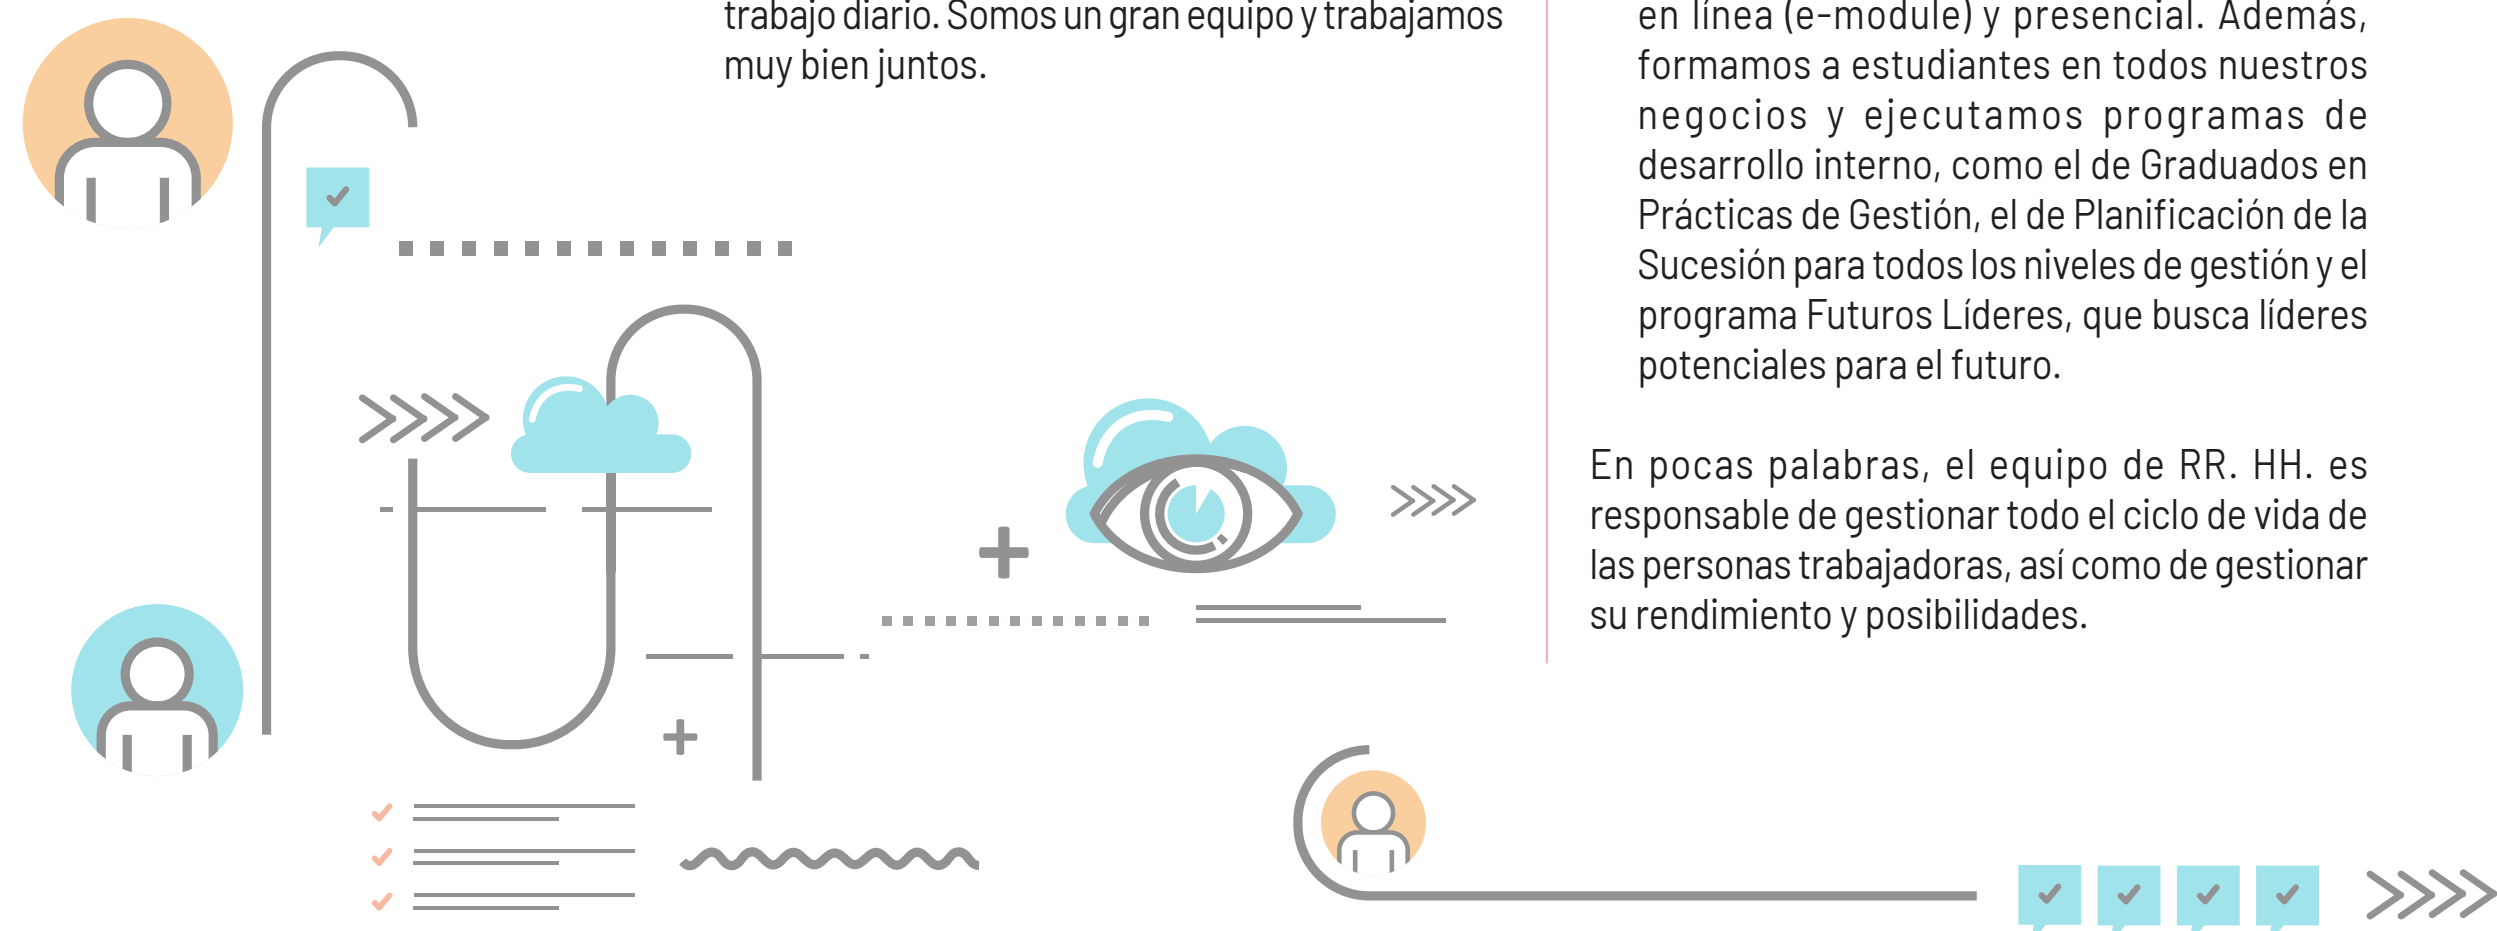 trabajo diario. Somos un gran equipo y trabajamos
muy bien juntos.
en línea (e-module) y presencial. Además,
formamos a estudiantes en todos nuestros
negocios y ejecutamos programas de
desarrollo interno, como el de Graduados en
Prácticas de Gestión, el de Planificación de la
Sucesión para todos los niveles de gestión y el
programa Futuros Líderes, que busca líderes
potenciales para el futuro.
En pocas palabras, el equipo de RR. HH. es
responsable de gestionar todo el ciclo de vida de
las personas trabajadoras, así como de gestionar
su rendimiento y posibilidades.